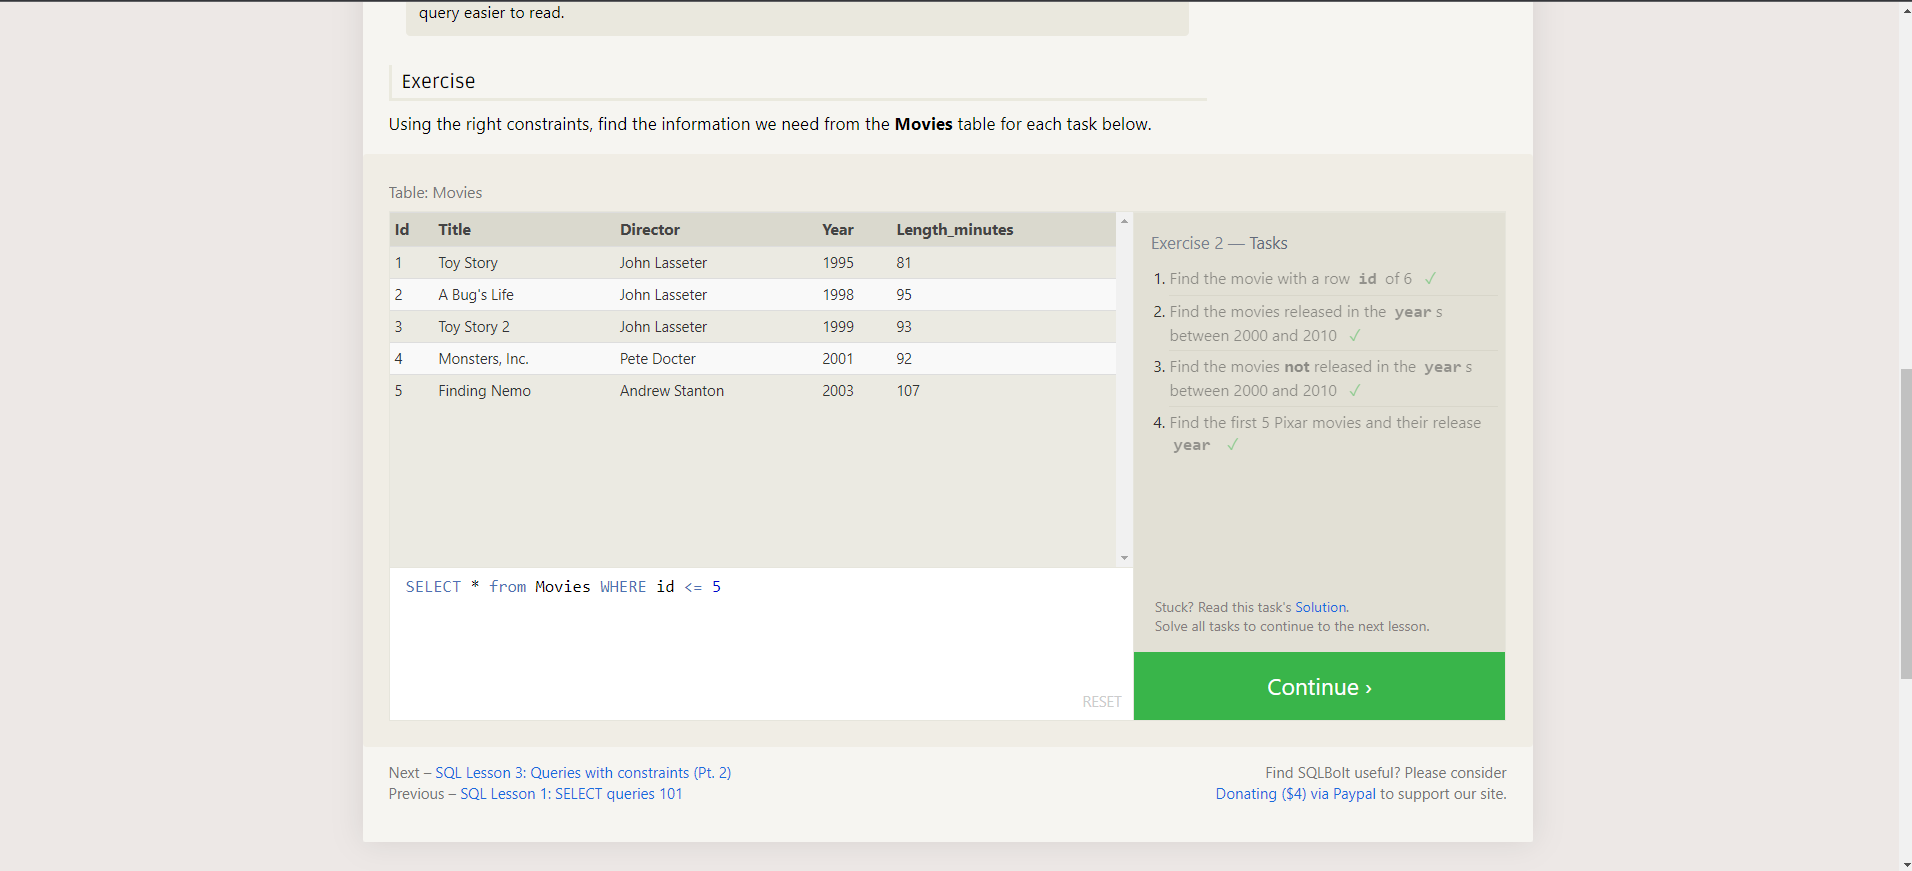 query easier to read.
Exercise
Using the right constraints, find the information we need from the Movies table for each task below.
Table: Movies
Id Title Director Year Length_minutes
1 Toy Story John Lasseter 1995 81
2 A Bug's Life John Lasseter 1998 95
3 Toy Story 2 John Lasseter 1999 93
4 Monsters, Inc. Pete Docter 2001 92
5 Finding Nemo Andrew Stanton 2003 107
SELECT * from Movies WHERE id <= 5
RESET
Exercise 2 — Tasks
1. Find the movie with a row id of 6 ✓
2. Find the movies released in the year s
between 2000 and 2010 ✓
3. Find the movies not released in the year s
between 2000 and 2010 ✓
4. Find the first 5 Pixar movies and their release
year ✓
Stuck? Read this task's Solution.
Solve all tasks to continue to the next lesson.
Continue ›
Next – SQL Lesson 3: Queries with constraints (Pt. 2)
Previous – SQL Lesson 1: SELECT queries 101
Find SQLBolt useful? Please consider
Donating ($4) via Paypal to support our site.